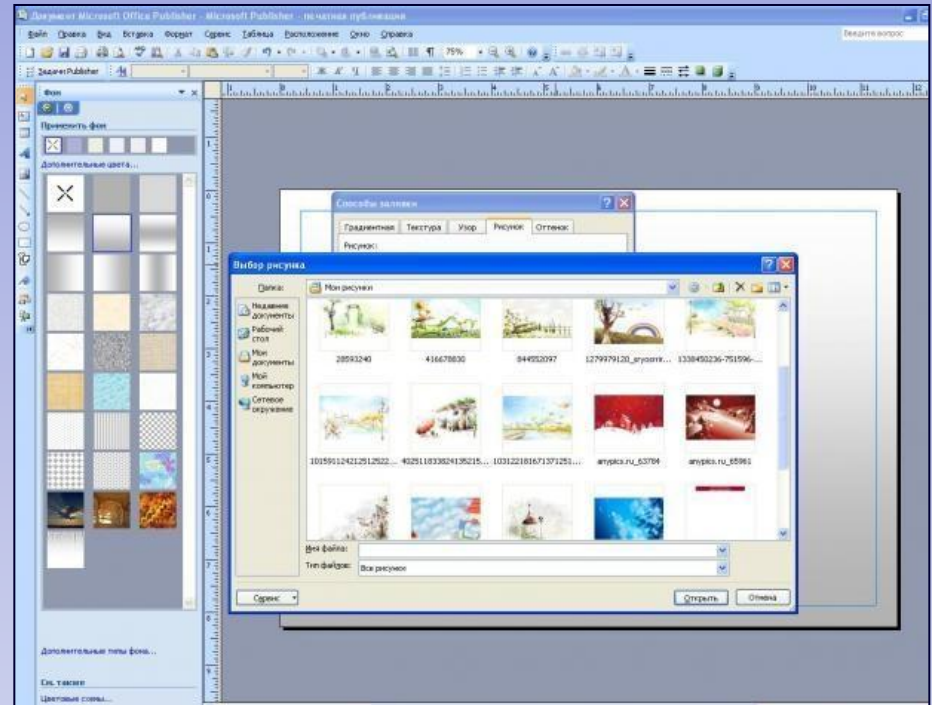 Документ Microsoft Office Publisher - Microsoft Publisher - печатная публикация
Файл Правка Вид Вставка Формат Сервис Таблица Расположение Окно Справка
Введите вопрос
75%
Задачи Publisher
Фон
Применить фон
Дополнительные цвета...
Способы заливки
Градиентная Текстура Узор Рисунок Оттенок
Рисунок:
Выбор рисунка
Папка: Мои рисунки
Недавние документы
Рабочий стол
Мои документы
Мой компьютер
Сетевое окружение
28593240 416678830 844552097
anypics.ru_63784 anypics.ru_65961
Имя файла:
Тип файлов: Все рисунки
Сервис Открыть Отмена
Дополнительные типы фона...
См. также
Цветовые схемы...